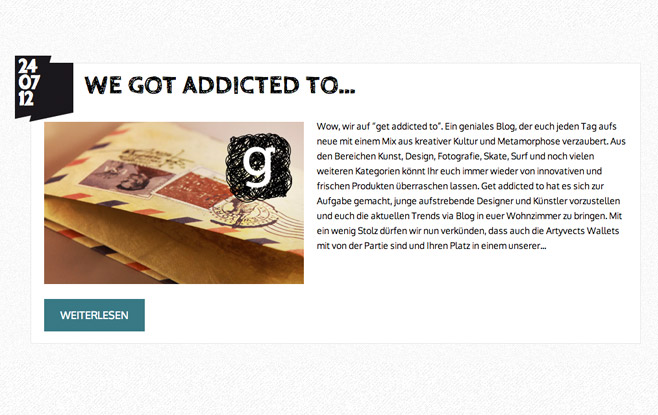 24
07
12
WE GOT ADDICTED TO...
g
Wow, wir auf "get addicted to". Ein geniales Blog, der euch jeden Tag aufs
neue mit einem Mix aus kreativer Kultur und Metamorphose verzaubert. Aus
den Bereichen Kunst, Design, Fotografie, Skate, Surf und noch vielen
weiteren Kategorien könnt Ihr euch immer wieder von innovativen und
frischen Produkten überraschen lassen. Get addicted to hat es sich zur
Aufgabe gemacht, junge aufstrebende Designer und Künstler vorzustellen
und euch die aktuellen Trends via Blog in euer Wohnzimmer zu bringen. Mit
ein wenig Stolz dürfen wir nun verkünden, dass auch die Artyvects Wallets
mit von der Partie sind und Ihren Platz in einem unserer...
WEITERLESEN